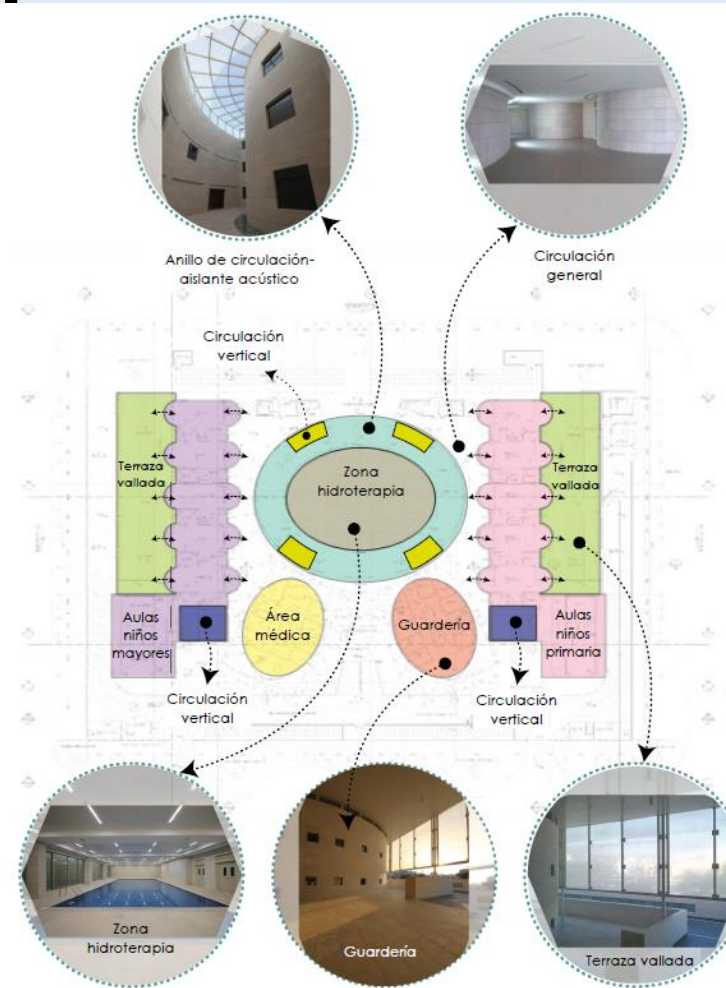 Anillo de circulación-
aislante acústico
Circulación
general
Circulación
vertical
Terraza
vallada
Zona
hidroterapia
Terraza
vallada
Aulas
niños
mayores
Área
médica
Guardería
Aulas
niños
primaria
Circulación
vertical
Circulación
vertical
Zona
hidroterapia
Guardería
Terraza vallada